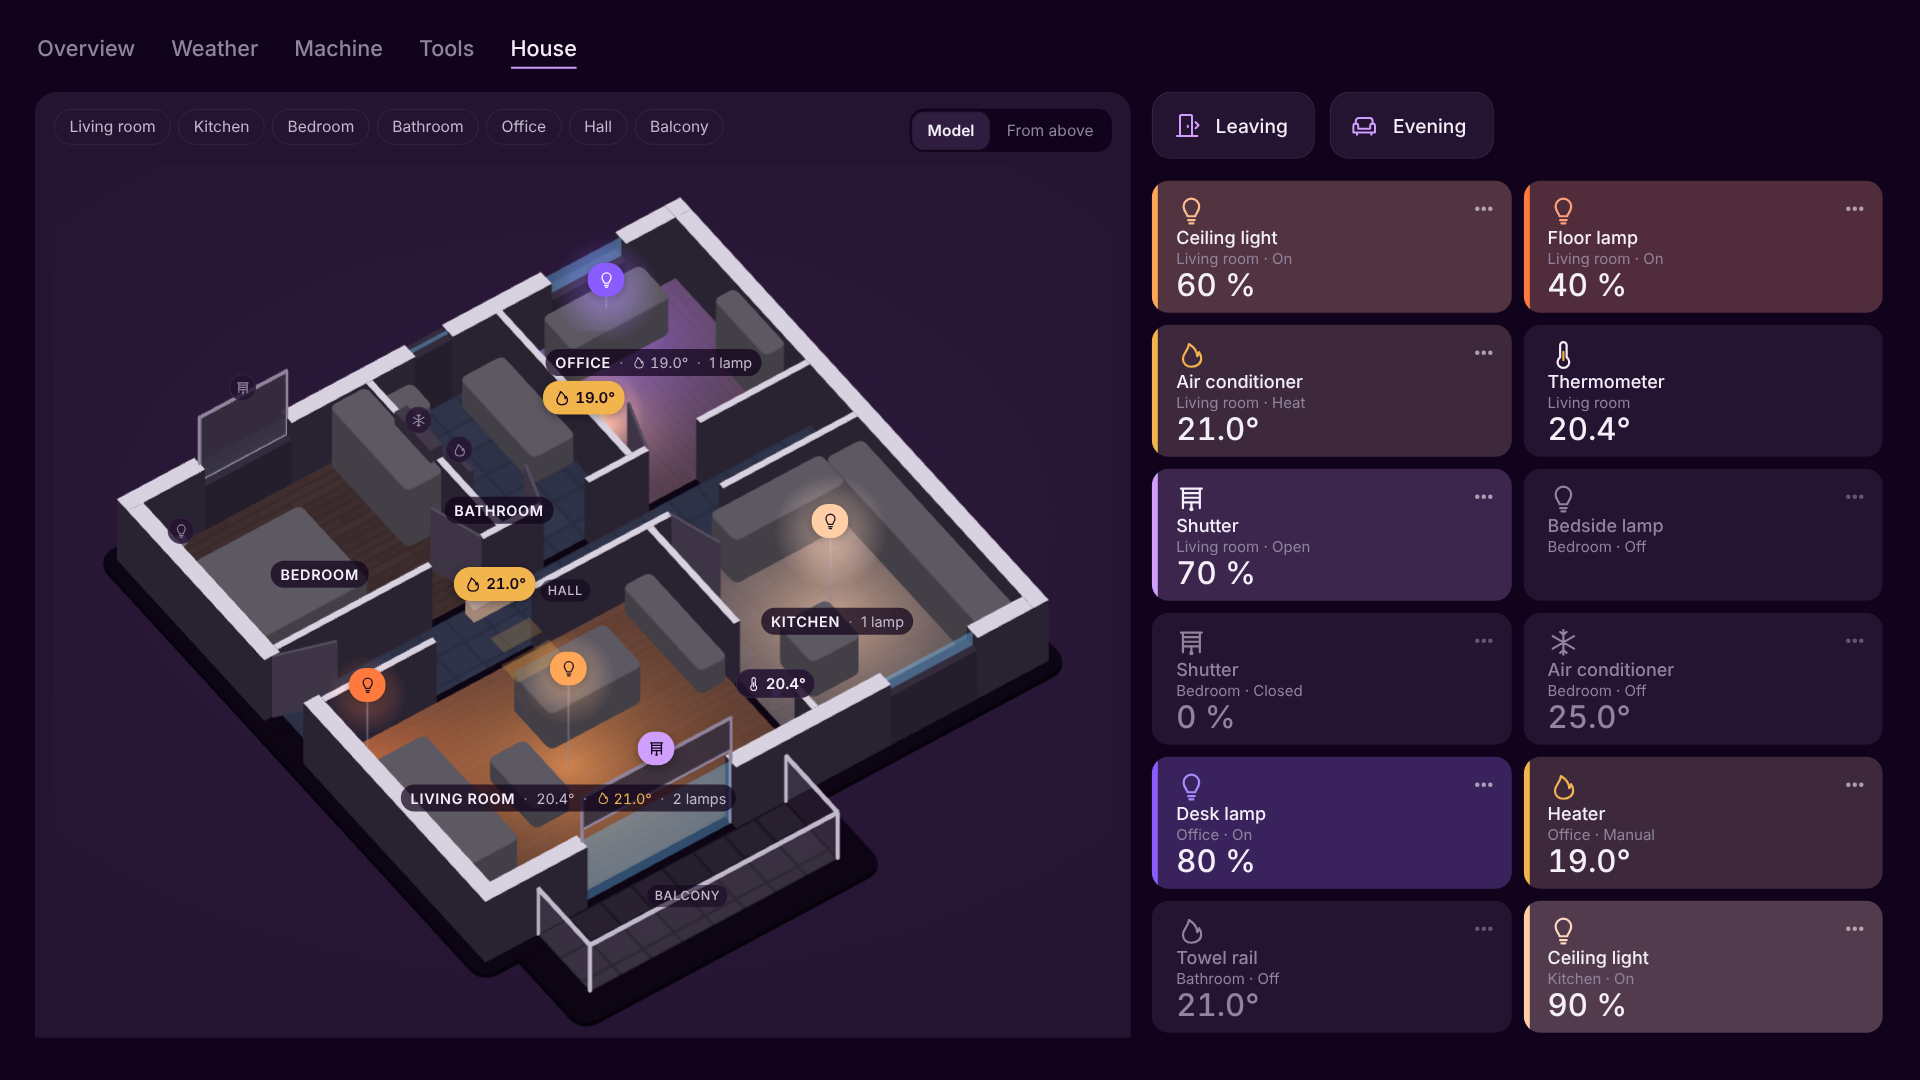 Overview Weather Machine Tools House
Living room Kitchen Bedroom Bathroom Office Hall Balcony
Model From above
OFFICE · 19.0° · 1 lamp
19.0°
BATHROOM
BEDROOM
21.0°
HALL
KITCHEN · 1 lamp
20.4°
LIVING ROOM · 20.4° · 21.0° · 2 lamps
BALCONY
Leaving Evening
Ceiling light
Living room · On
60 %
Floor lamp
Living room · On
40 %
Air conditioner
Living room · Heat
21.0°
Thermometer
Living room
20.4°
Shutter
Living room · Open
70 %
Bedside lamp
Bedroom · Off
Shutter
Bedroom · Closed
0 %
Air conditioner
Bedroom · Off
25.0°
Desk lamp
Office · On
80 %
Heater
Office · Manual
19.0°
Towel rail
Bathroom · Off
21.0°
Ceiling light
Kitchen · On
90 %